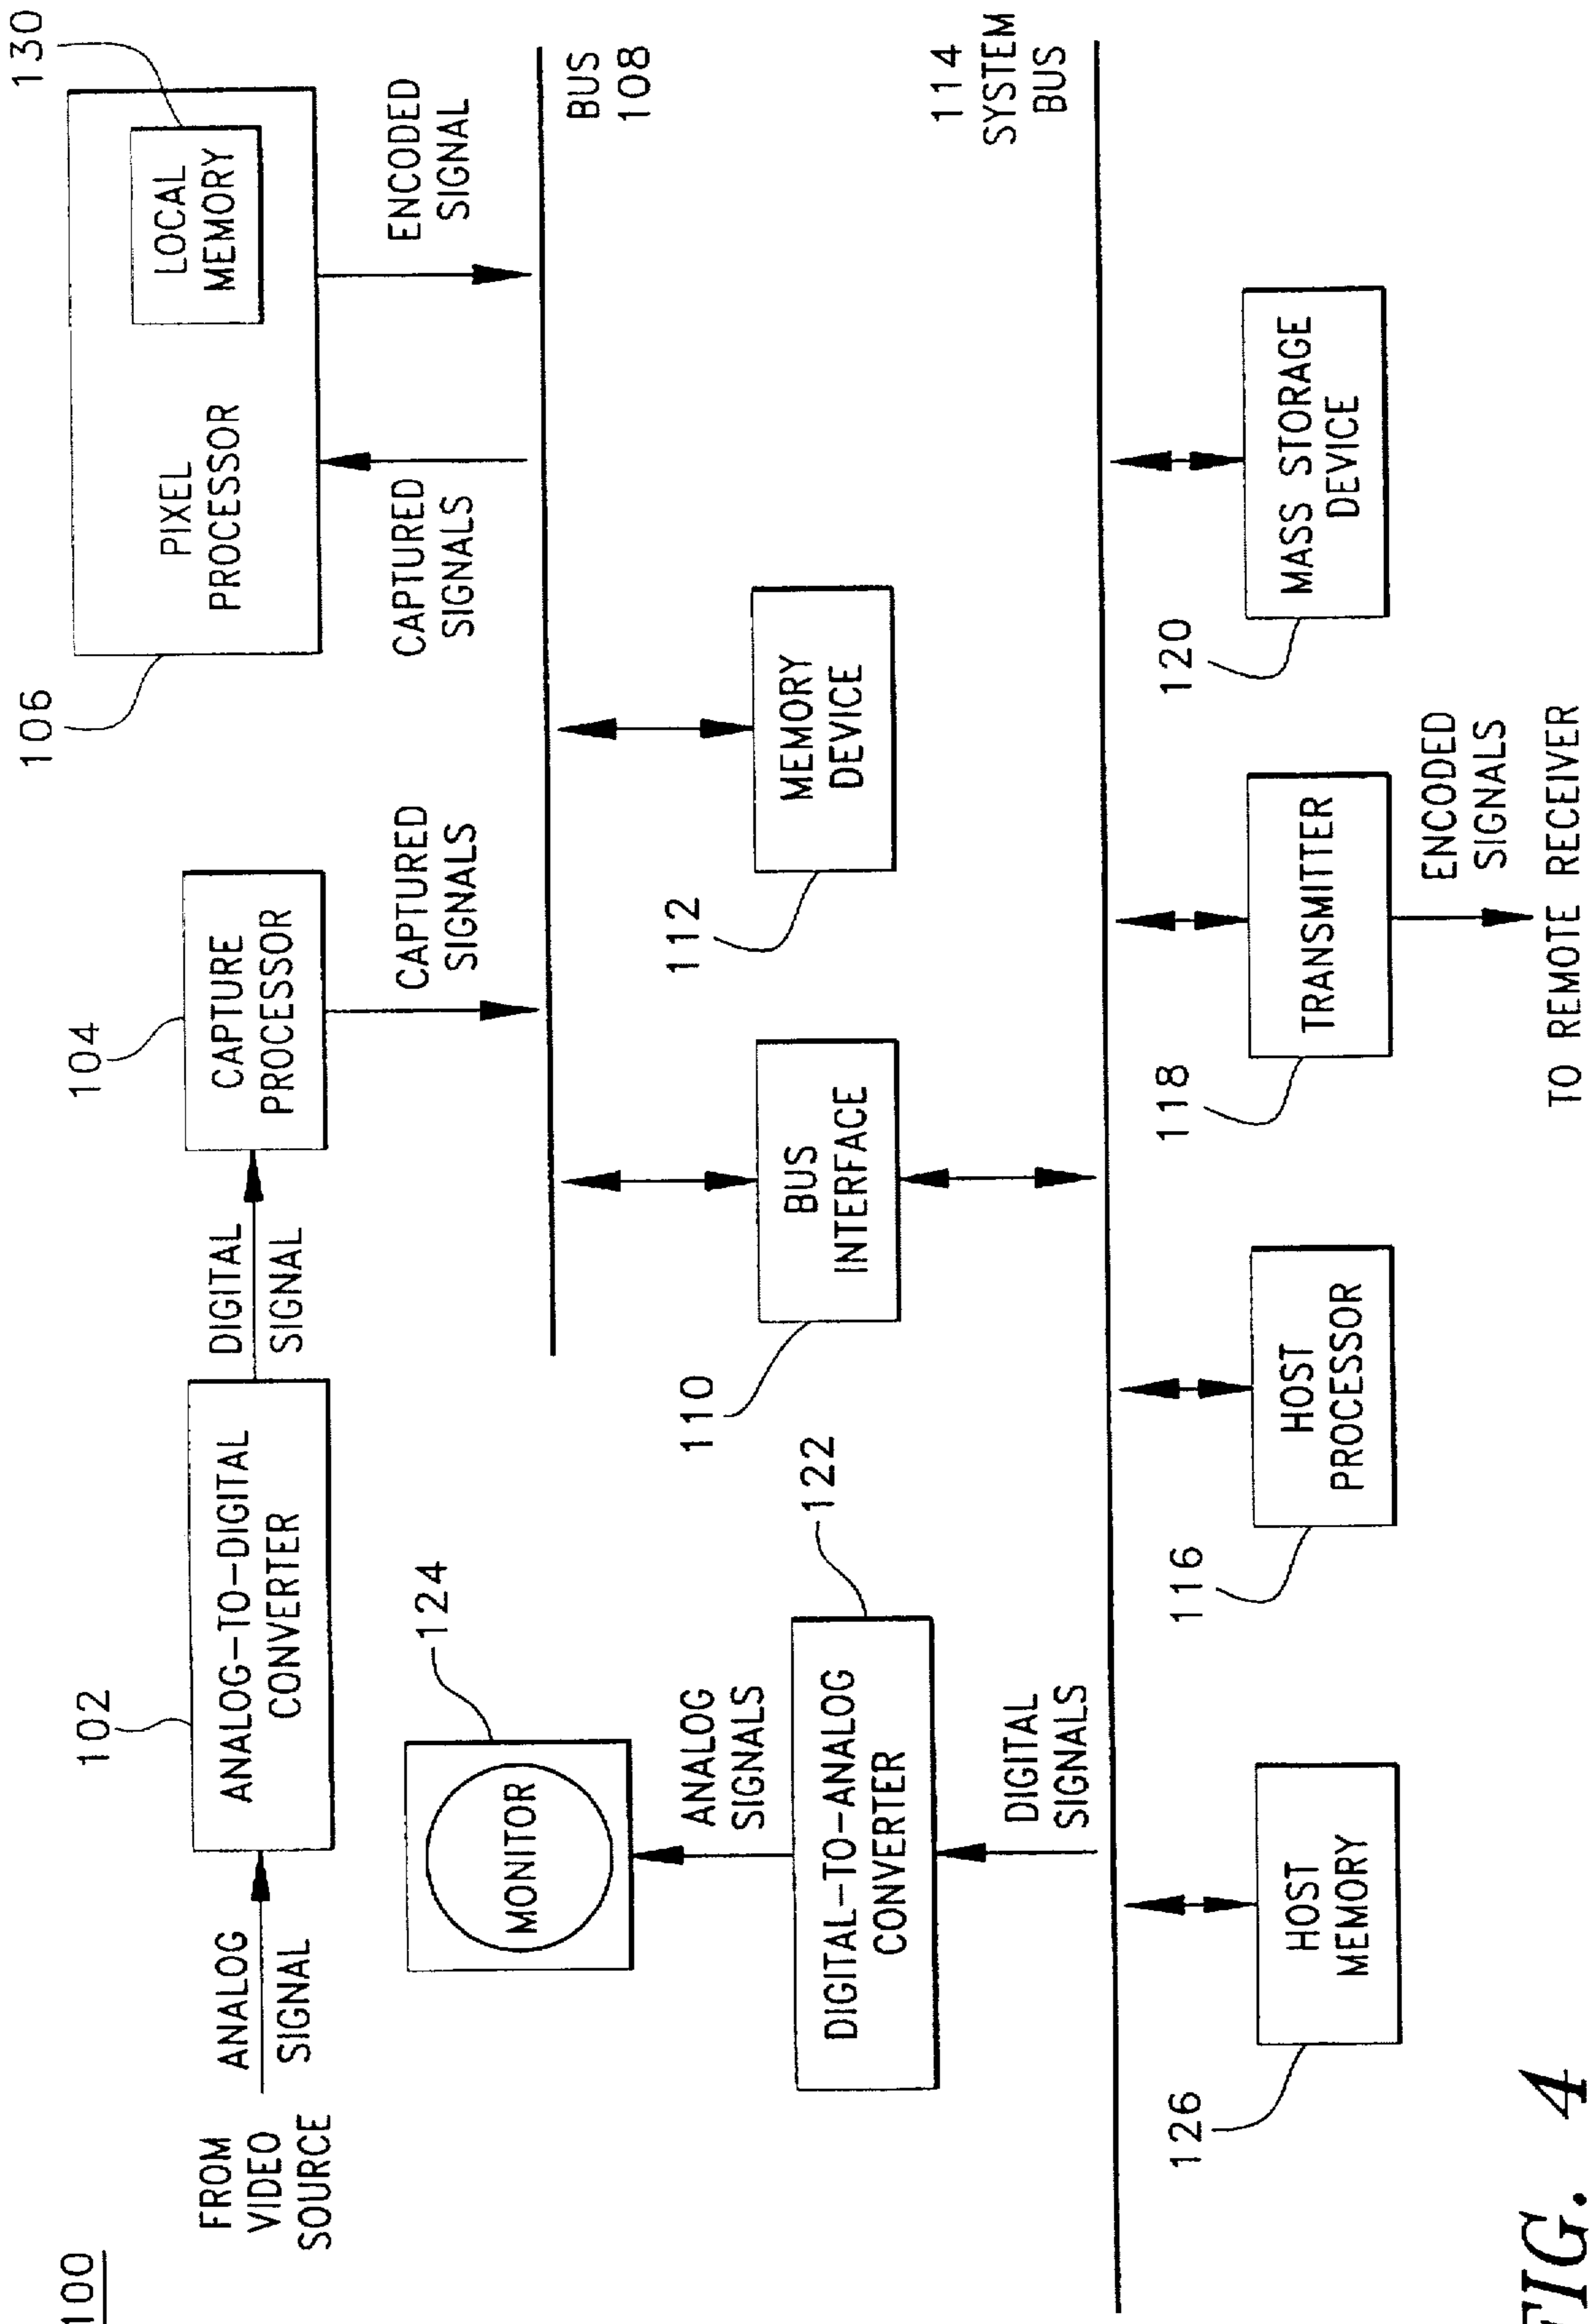 100
FROM
VIDEO
SOURCE
ANALOG
SIGNAL
102
ANALOG-TO-DIGITAL
CONVERTER
DIGITAL
SIGNAL
104
CAPTURE
PROCESSOR
CAPTURED
SIGNALS
106
PIXEL
PROCESSOR
LOCAL
MEMORY
130
CAPTURED
SIGNALS
ENCODED
SIGNAL
BUS
108
124
MONITOR
ANALOG
SIGNALS
122
DIGITAL-TO-ANALOG
CONVERTER
DIGITAL
SIGNALS
110
BUS
INTERFACE
112
MEMORY
DEVICE
114
SYSTEM
BUS
126
HOST
MEMORY
116
HOST
PROCESSOR
118
TRANSMITTER
ENCODED
SIGNALS
TO REMOTE RECEIVER
120
MASS STORAGE
DEVICE
FIG. 4